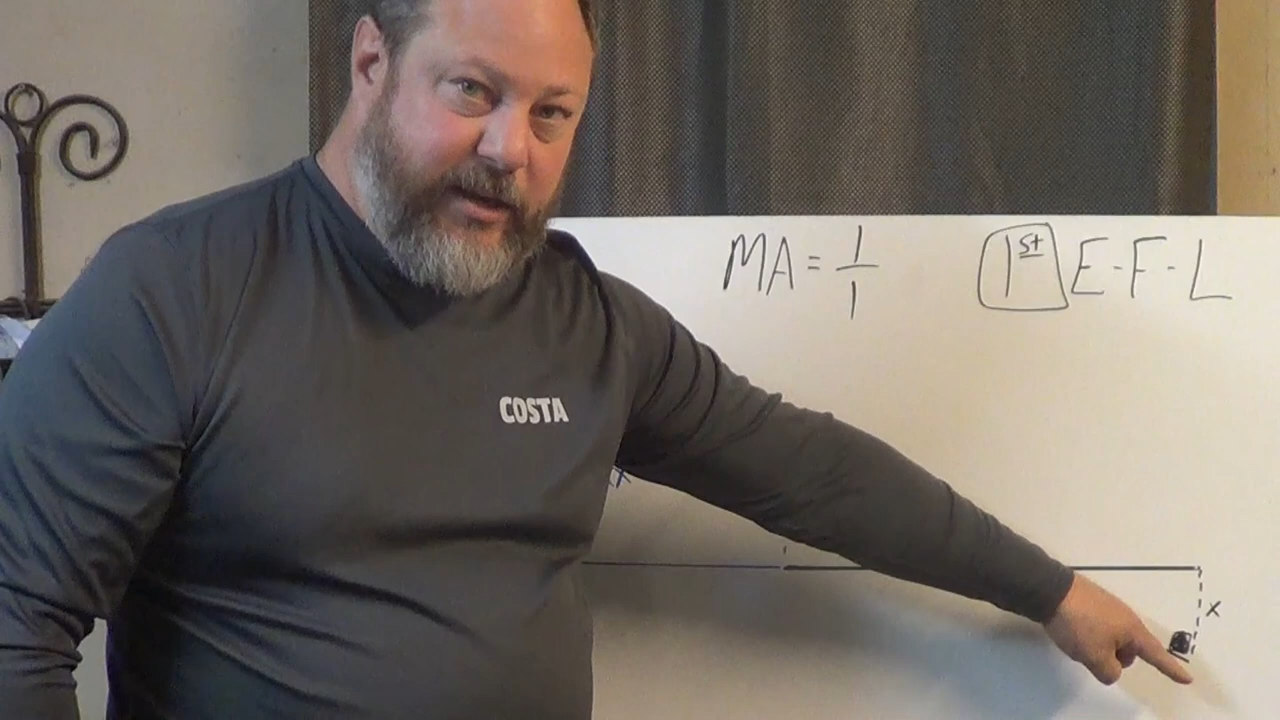 MA = 1/1
1st E-F-L
COSTA
x